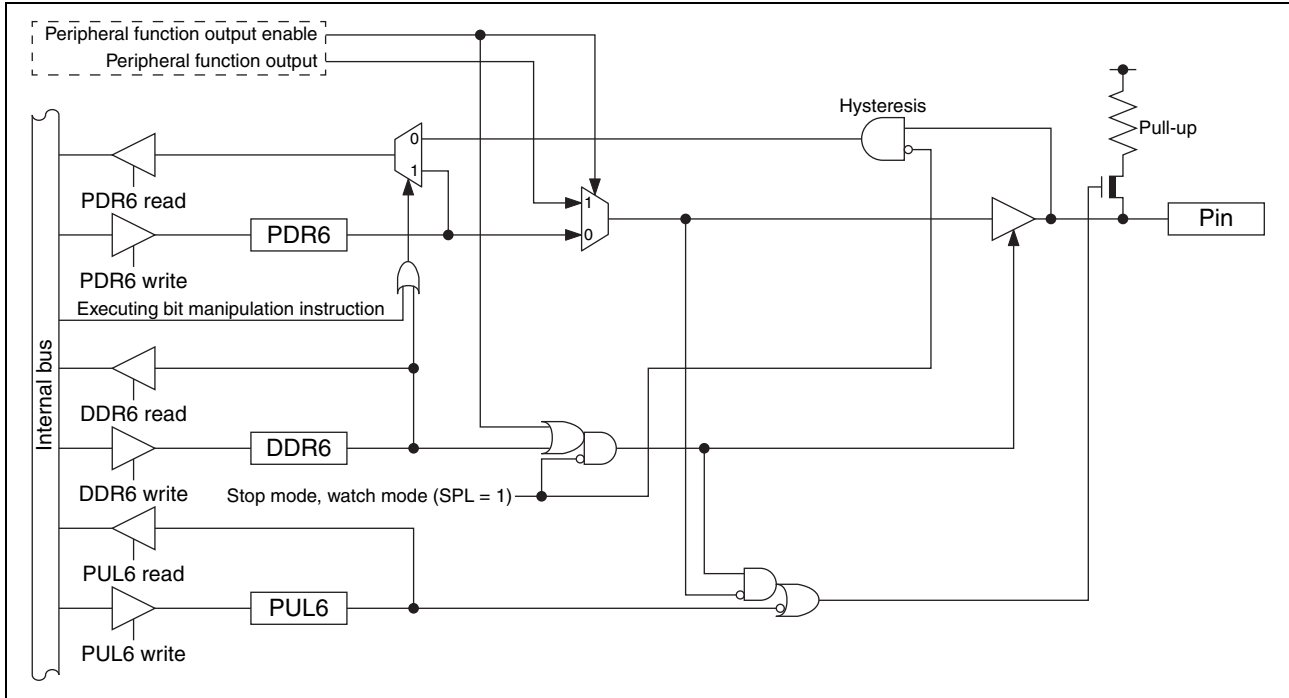 Peripheral function output enable
Peripheral function output
Hysteresis
Pull-up
0
1
PDR6 read
1
0
PDR6
Pin
PDR6 write
Executing bit manipulation instruction
Internal bus
DDR6 read
DDR6
DDR6 write
Stop mode, watch mode (SPL = 1)
PUL6 read
PUL6
PUL6 write